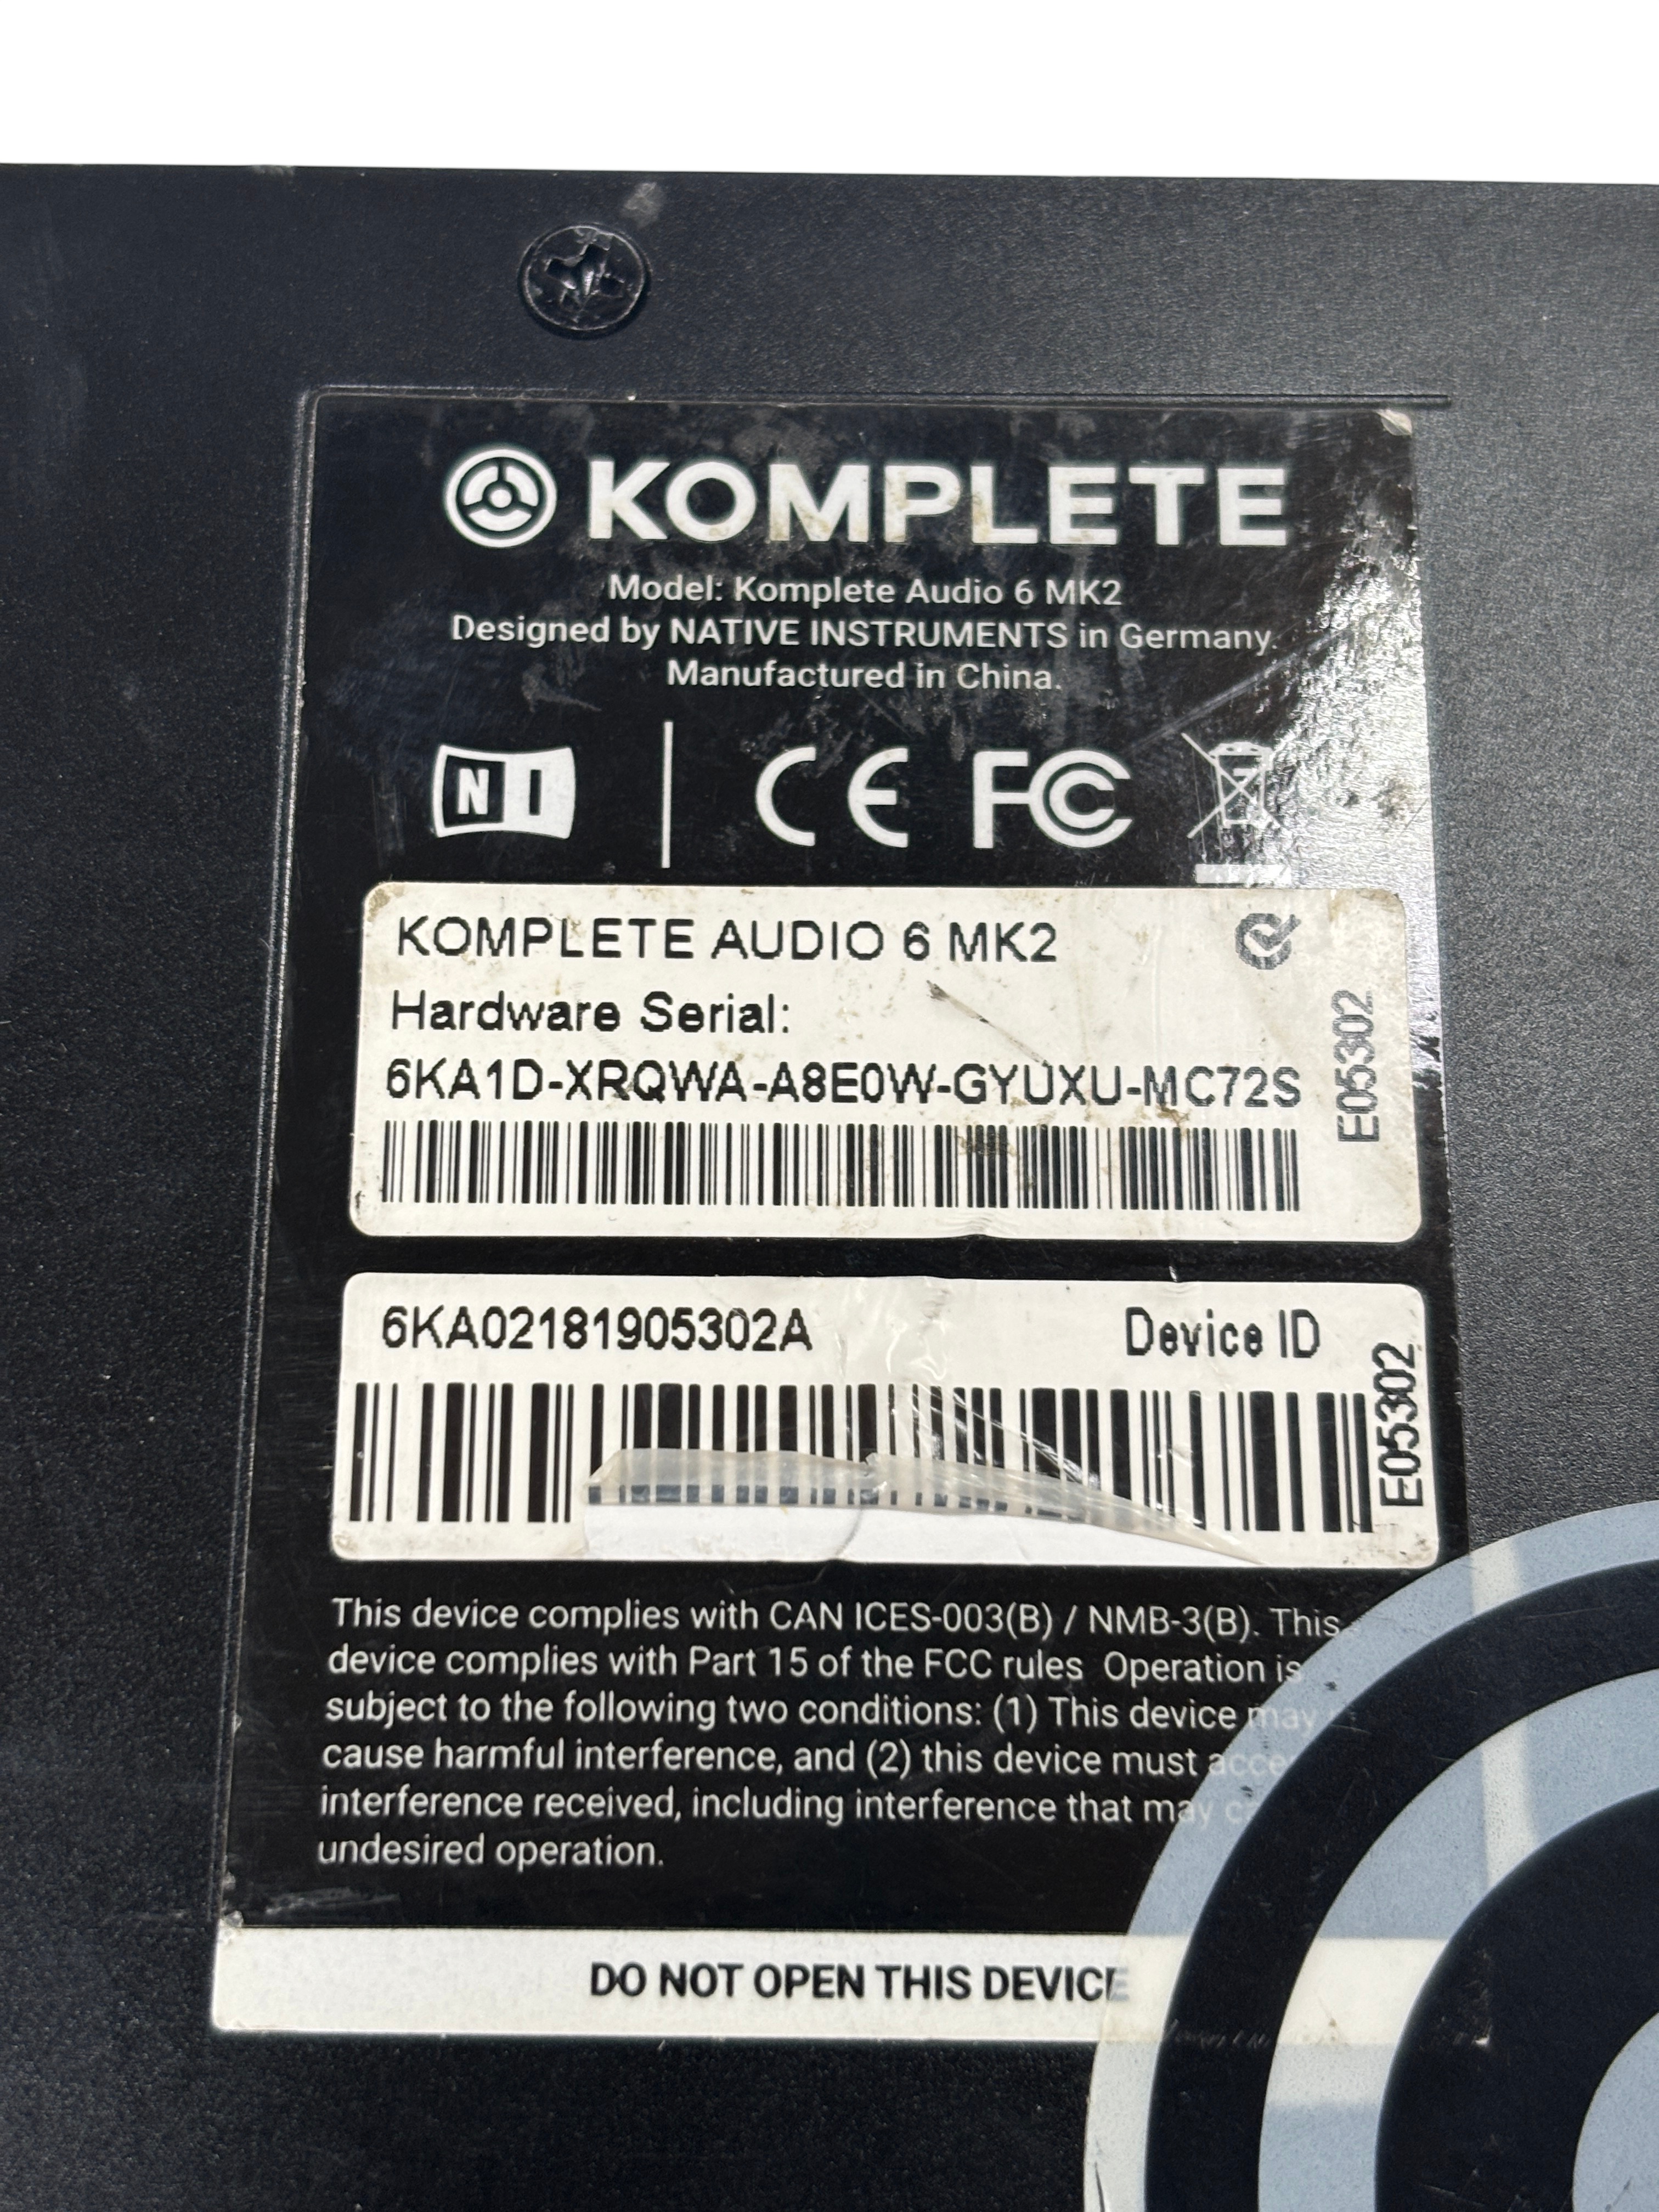 KOMPLETE
Model: Komplete Audio 6 MK2
Designed by NATIVE INSTRUMENTS in Germany.
Manufactured in China.
NI CE FC
KOMPLETE AUDIO 6 MK2
Hardware Serial:
6KA1D-XRQWA-A8E0W-GYUXU-MC72S
E053302
6KA02181905302A Device ID
E053302
This device complies with CAN ICES-003(B) / NMB-3(B). This
device complies with Part 15 of the FCC rules Operation is
subject to the following two conditions: (1) This device may
cause harmful interference, and (2) this device must
interference received, including interference that may
undesired operation.
DO NOT OPEN THIS DEVICE